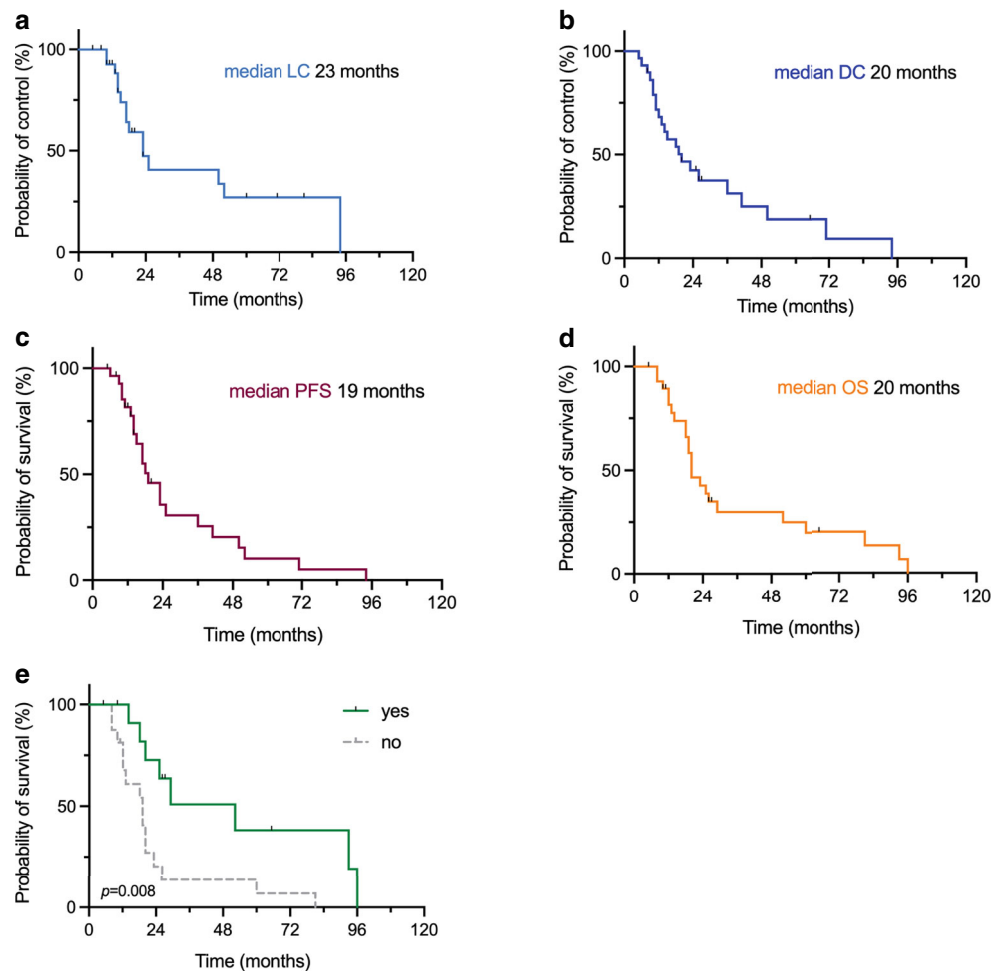 a
Probability of control (%)
100
50
0
median LC 23 months
0 24 48 72 96 120
Time (months)
b
Probability of control (%)
100
50
0
median DC 20 months
0 24 48 72 96 120
Time (months)
c
Probability of survival (%)
100
50
0
median PFS 19 months
0 24 48 72 96 120
Time (months)
d
Probability of survival (%)
100
50
0
median OS 20 months
0 24 48 72 96 120
Time (months)
e
Probability of survival (%)
100
50
0
yes
no
p=0.008
0 24 48 72 96 120
Time (months)